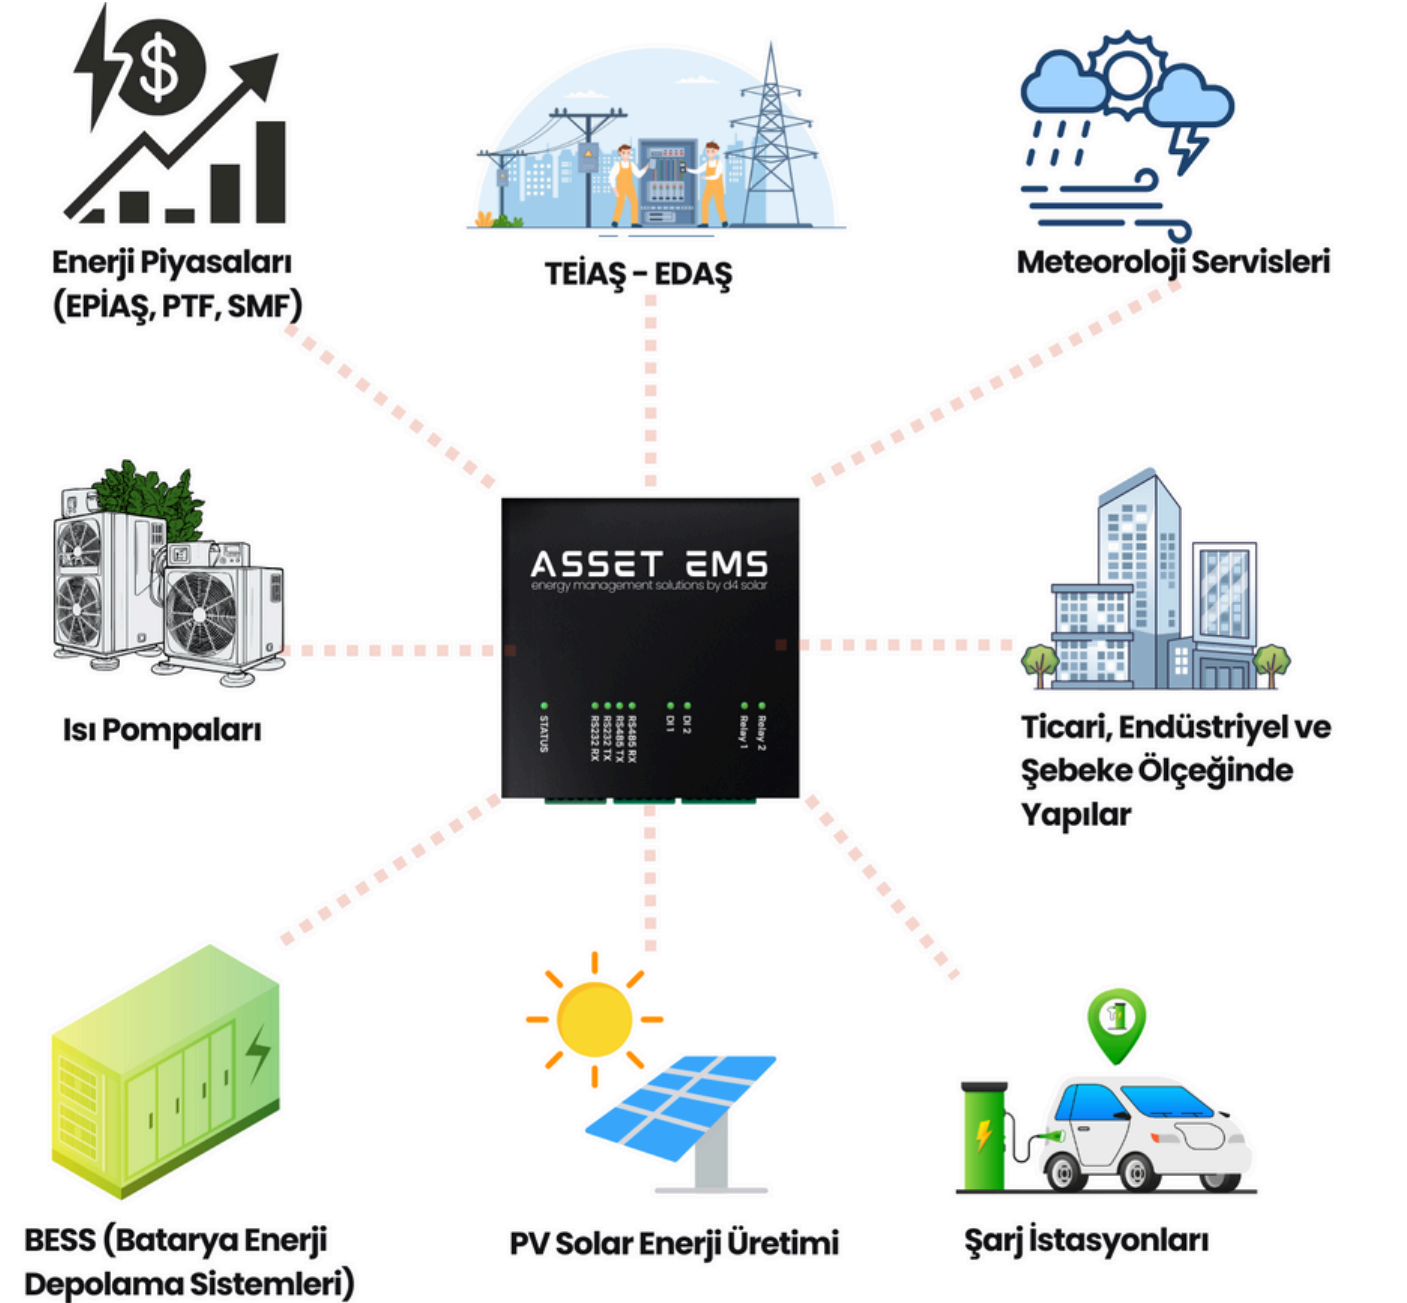 Enerji Piyasaları
(EPİAŞ, PTF, SMF)
TEİAŞ - EDAŞ
Meteoroloji Servisleri
ASSET EMS
energy management solutions by d4 solar
STATUS
RS232 RX
RS232 TX
RS485 TX
RS485 RX
DI 1
DI 2
Relay 1
Relay 2
Isı Pompaları
Ticari, Endüstriyel ve
Şebeke Ölçeğinde
Yapılar
BESS (Batarya Enerji
Depolama Sistemleri)
PV Solar Enerji Üretimi
Şarj İstasyonları